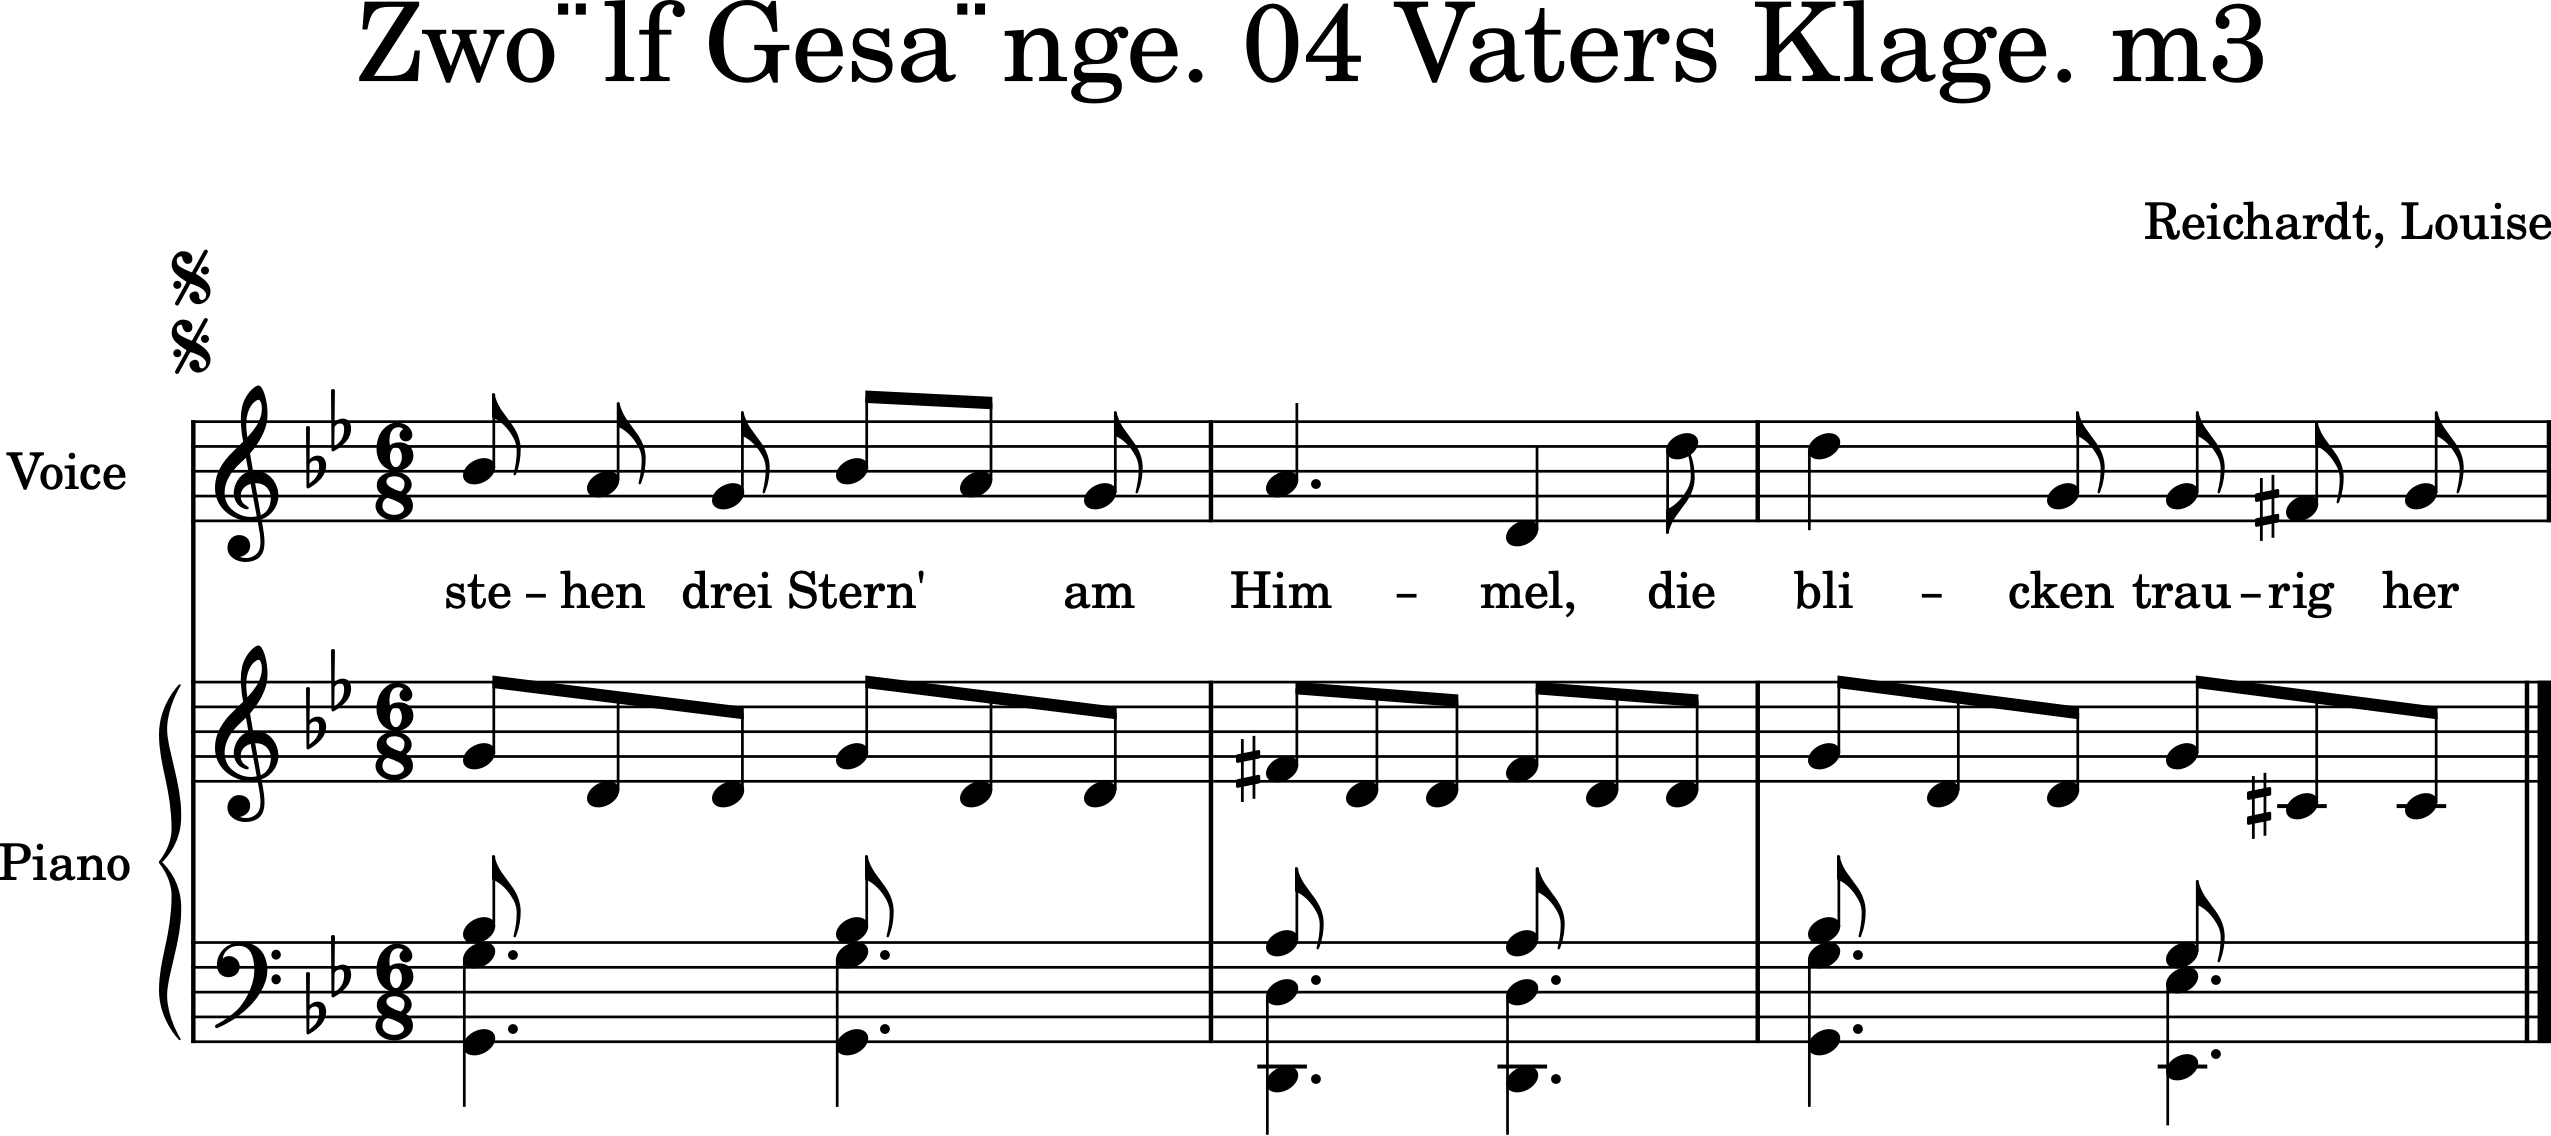 Zwo¨lf Gesa¨nge. 04 Vaters Klage. m3
Reichardt, Louise
Voice
ste – hen drei Stern' am Him – mel, die bli – cken trau – rig her
Piano